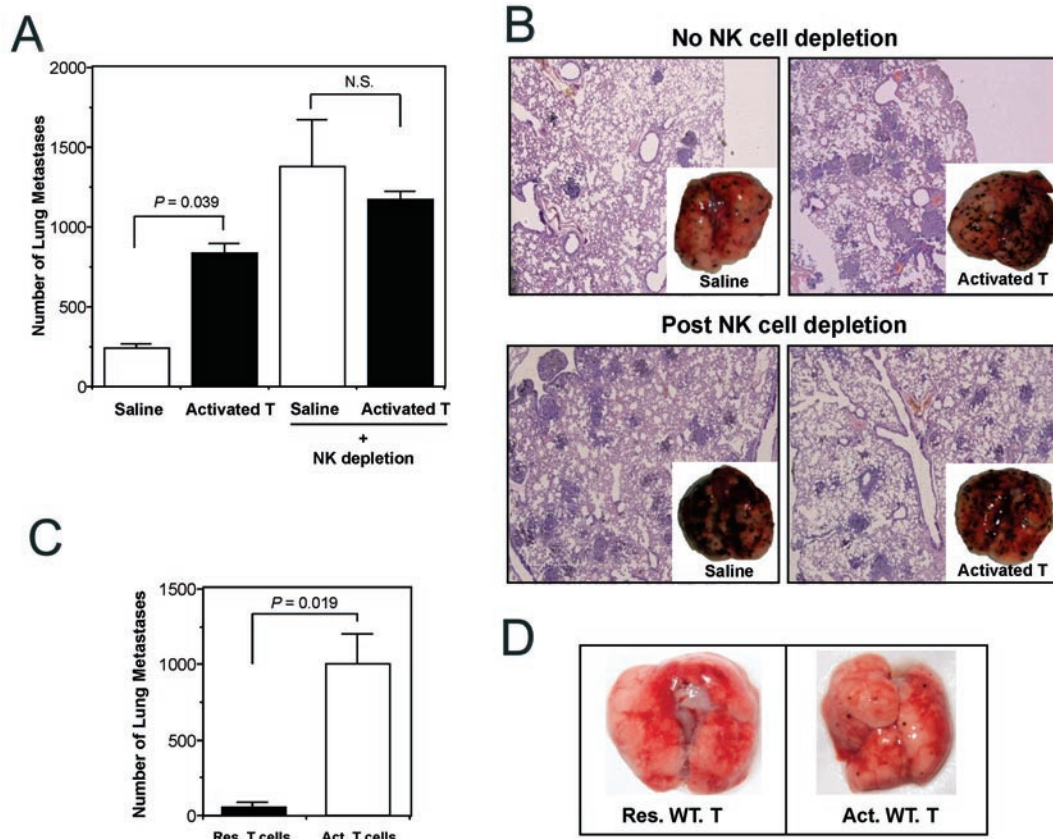 A
2000
1500
1000
500
0
Number of Lung Metastases
P = 0.039
N.S.
Saline
Activated T
Saline
Activated T
+
NK depletion
B
No NK cell depletion
Saline
Activated T
Post NK cell depletion
Saline
Activated T
C
1500
1000
500
0
Number of Lung Metastases
P = 0.019
Res. T cells
Act. T cells
D
Res. WT. T
Act. WT. T